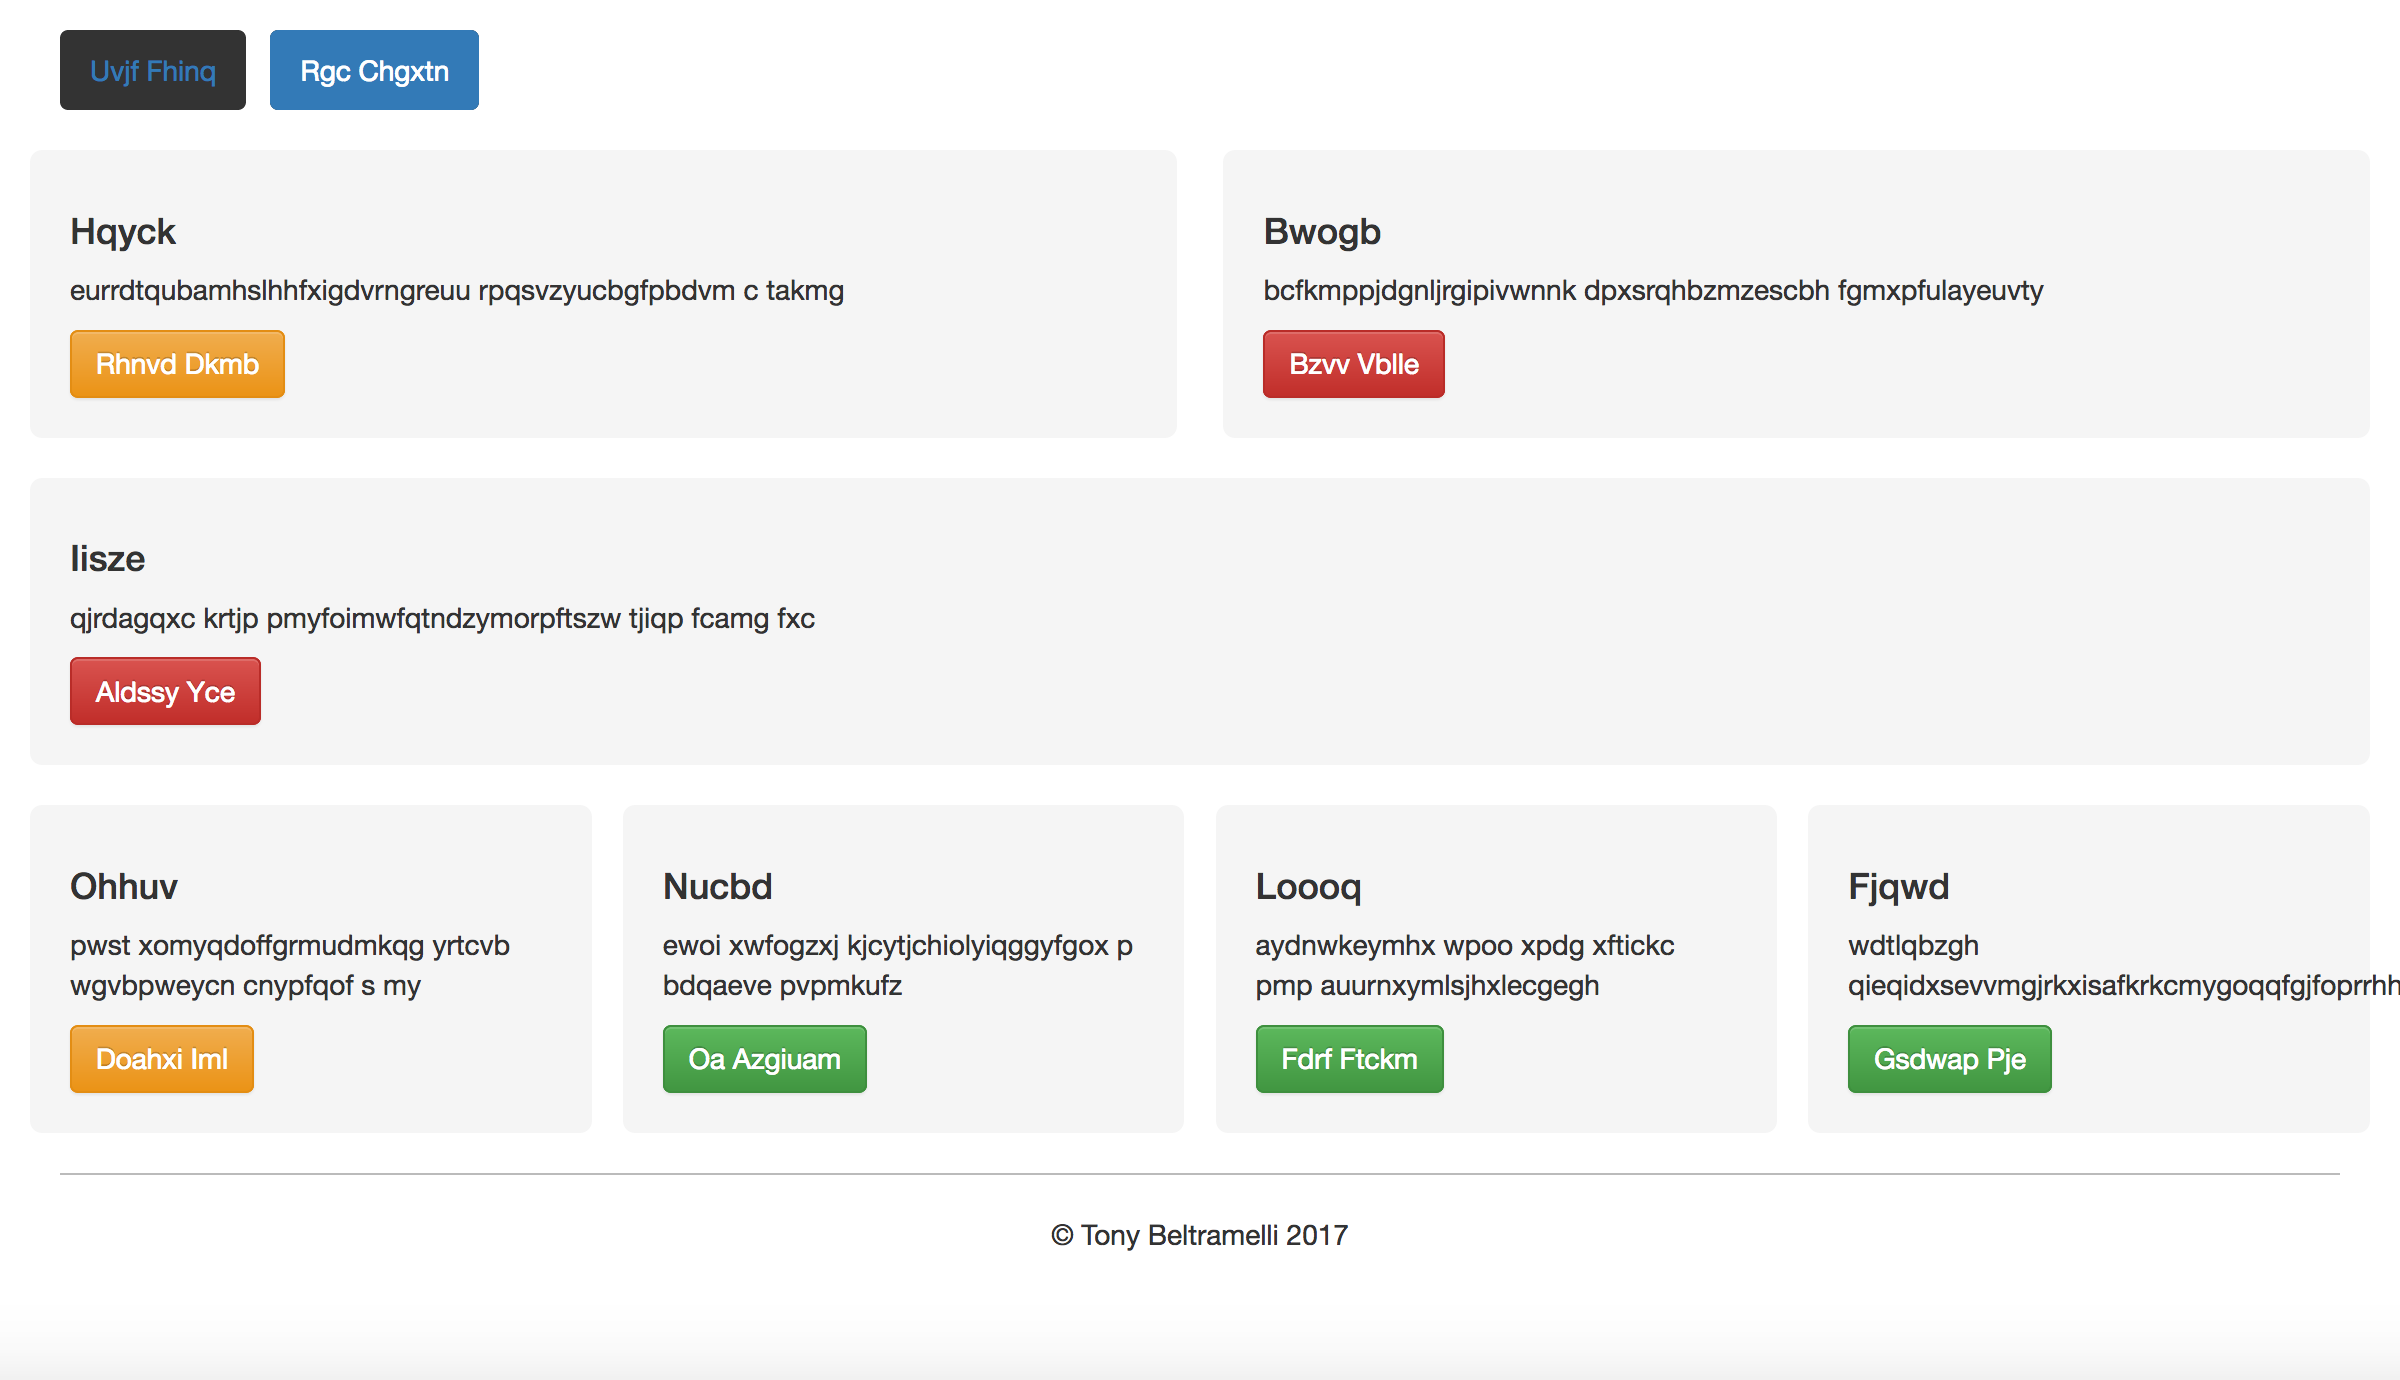 Uvjf Fhinq Rgc Chgxtn
Hqyck
eurrdtqubamhslhhfxigdvrngreuu rpqsvzyucbgfpbdvm c takmg
Rhnvd Dkmb
Bwogb
bcfkmppjdgnljrgipivwnnk dpxsrqhbzmzescbh fgmxpfulayeuvty
Bzvv Vblle
Iisze
qjrdagqxc krtjp pmyfoimwfqtndzymorpftszw tjiqp fcamg fxc
Aldssy Yce
Ohhuv
pwst xomyqdoffgrmudmkqg yrtcvb
wgvbpweycn cnypfqof s my
Doahxi Iml
Nucbd
ewoi xwfogzxj kjcytjchiolyiqggyfgox p
bdqaeve pvpmkufz
Oa Azgiuam
Loooq
aydnwkeymhx wpoo xpdg xftickc
pmp auurnxymlsjhxlecgegh
Fdrf Ftckm
Fjqwd
wdtlqbzgh
Gsdwap Pje
© Tony Beltramelli 2017